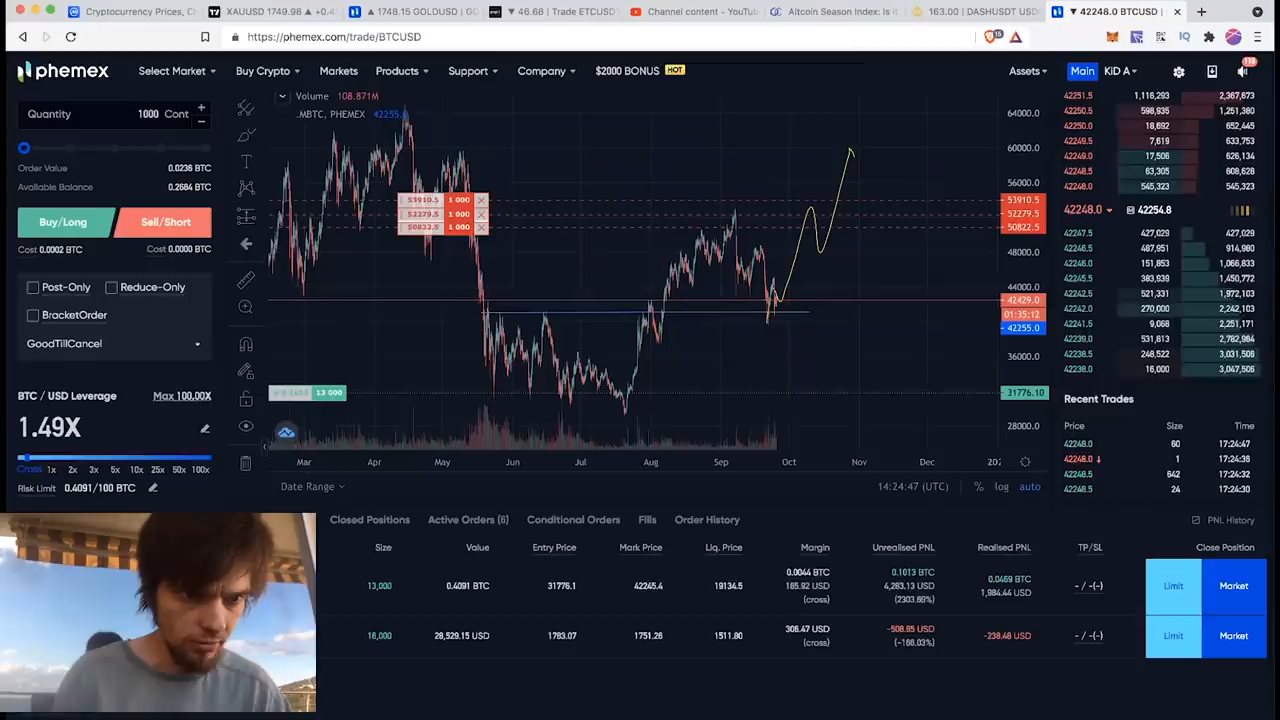 Cryptocurrency Prices, C
XAUUSD 1749.98 ▲ +0.4
▲ 1748.15 GOLDUSD | GO
▼ 46.68 | Trade ETCUSDT
Channel content - YouTub
Altcoin Season Index: Is it
163.00 | DASHUSDT USD
▼ 42248.0 BTCUSD |
https://phemex.com/trade/BTCUSD
phemex Select Market Buy Crypto Markets Products Support Company $2000 BONUS HOT Assets Main KiD A
Quantity 1000 Cont
Order Value 0.0236 BTC
Available Balance 0.2684 BTC
Buy/Long Sell/Short
Cost 0.0002 BTC Cost 0.0000 BTC
Post-Only Reduce-Only
BracketOrder
GoodTillCancel
BTC / USD Leverage Max 100.00X
1.49X
Cross 1x 2x 3x 5x 10x 25x 50x 100x
Risk Limit 0.4091/100 BTC
Volume 108.871M
.MBTC, PHEMEX 42255.
53910.5 1 000
52279.5 1 000
50822.5 1 000
13 000
64000.0
60000.0
56000.0
53910.5
52279.5
50822.5
48000.0
44000.0
42429.0
01:35:12
42255.0
36000.0
31776.10
28000.0
Mar Apr May Jun Jul Aug Sep Oct Nov Dec 202
Date Range 14:24:47 (UTC) % log auto
42251.5 1,116,293 2,367,673
42250.5 598,935 1,251,380
42250.0 18,692 652,445
42249.5 7,619 633,753
42249.0 17,506 626,134
42248.5 63,305 608,628
42248.0 545,323 545,323
42248.0 42254.8
42247.5 427,029 427,029
42246.5 487,951 914,980
42246.0 151,853 1,066,833
42245.5 383,939 1,450,772
42242.5 521,331 1,972,103
42242.0 270,000 2,242,103
42241.5 9,068 2,251,171
42239.0 531,813 2,782,984
42238.5 248,522 3,031,506
42238.0 16,000 3,047,506
Recent Trades
Price Size Time
42248.0 60 17:24:47
42248.0 1 17:24:36
42248.5 642 17:24:32
42248.5 24 17:24:30
Closed Positions Active Orders (6) Conditional Orders Fills Order History PNL History
Size Value Entry Price Mark Price Liq. Price Margin Unrealised PNL Realised PNL TP/SL Close Position
13,000 0.4091 BTC 31776.1 42245.4 19134.5 0.0044 BTC 0.1013 BTC 0.0469 BTC - / -(-) Limit Market
185.92 USD 4,283.13 USD 1,984.44 USD
(cross) (2303.69%)
16,000 28,529.15 USD 1783.07 1751.26 1511.80 306.47 USD -508.85 USD -238.48 USD - / -(-) Limit Market
(cross) (-166.03%)